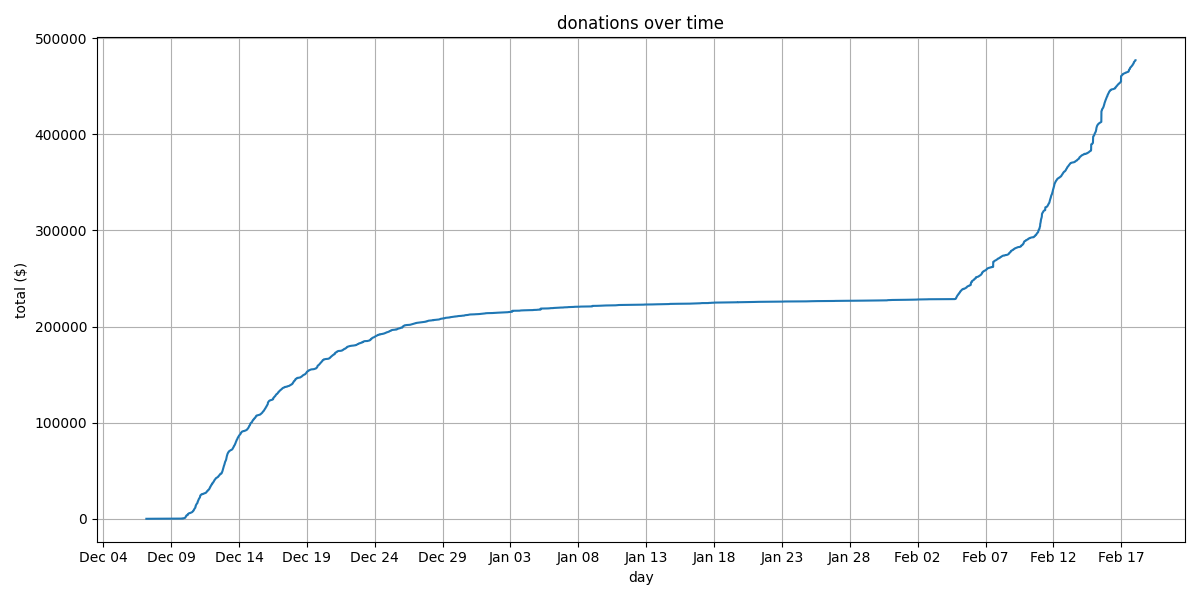 donations over time
500000
400000
300000
200000
100000
0
total ($)
Dec 04 Dec 09 Dec 14 Dec 19 Dec 24 Dec 29 Jan 03 Jan 08 Jan 13 Jan 18 Jan 23 Jan 28 Feb 02 Feb 07 Feb 12 Feb 17
day